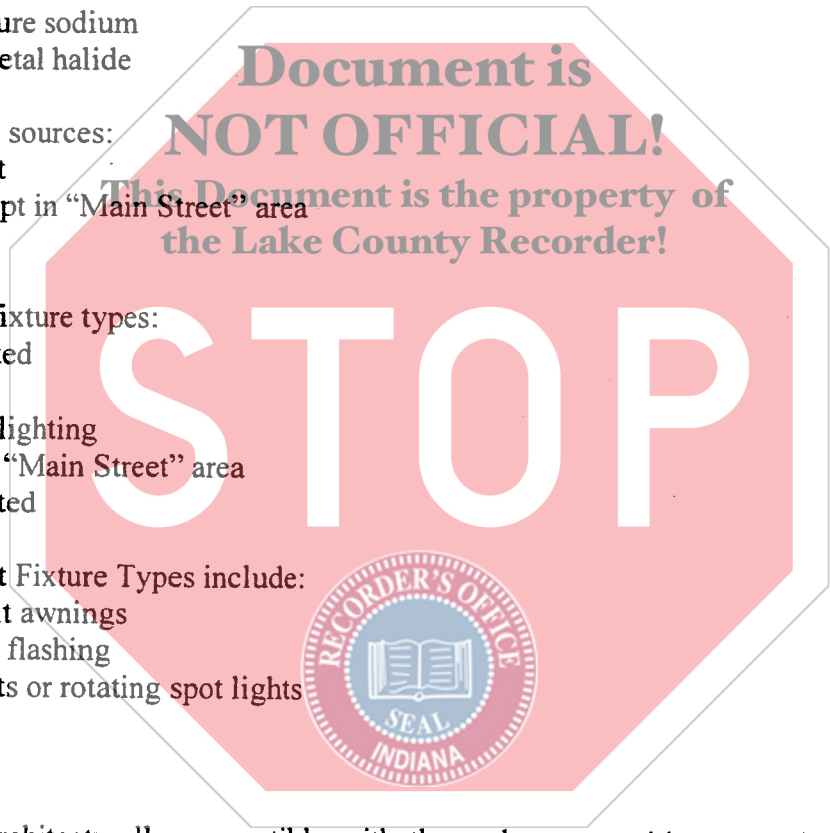 ure sodium
etal halide
Document is
NOT OFFICIAL!
sources:
t
This Document is the property of
pt in “Main Street” area
the Lake County Recorder!
ixture types:
ted
STOP
lighting
“Main Street” area
ted
t Fixture Types include:
it awnings
flashing
ts or rotating spot lights
RECORDER'S OFFICE
SEAL
INDIANA